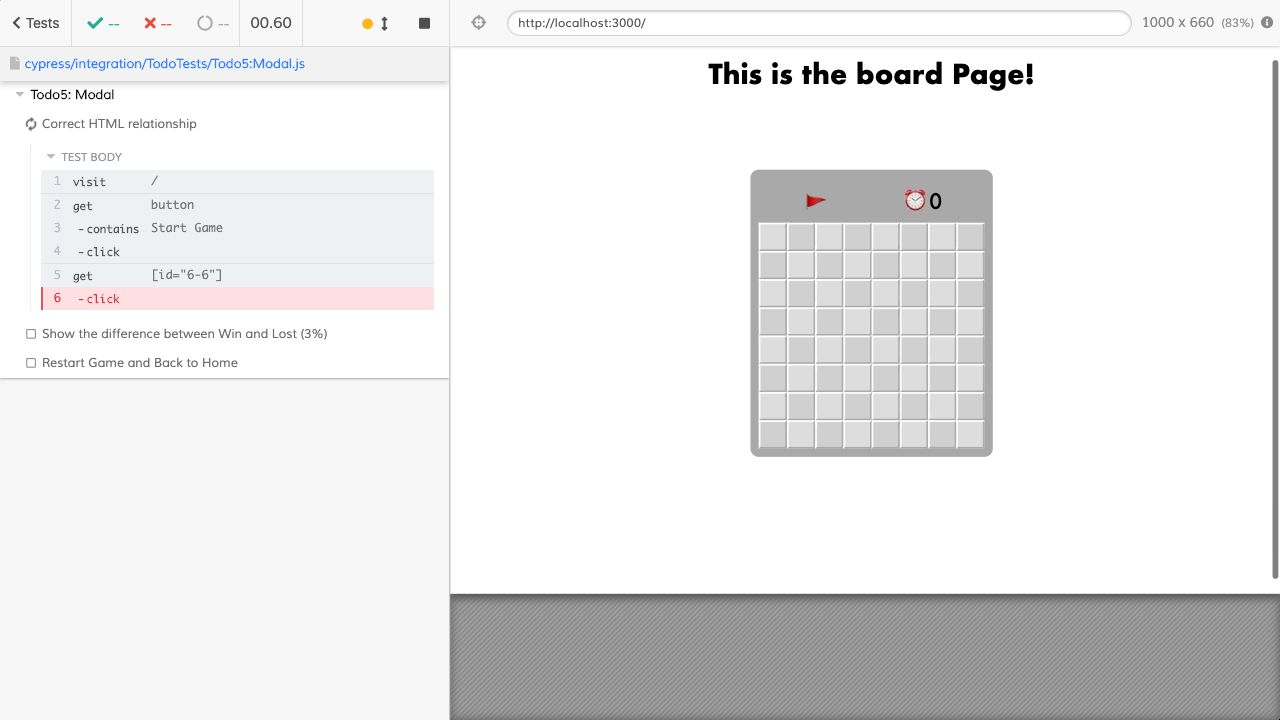 Tests -- -- -- 00.60
http://localhost:3000/ 1000 x 660 (83%)
cypress/integration/TodoTests/Todo5:Modal.js
Todo5: Modal
Correct HTML relationship
TEST BODY
1 visit /
2 get button
3 -contains Start Game
4 -click
5 get [id="6-6"]
6 -click
Show the difference between Win and Lost (3%)
Restart Game and Back to Home
This is the board Page!
0